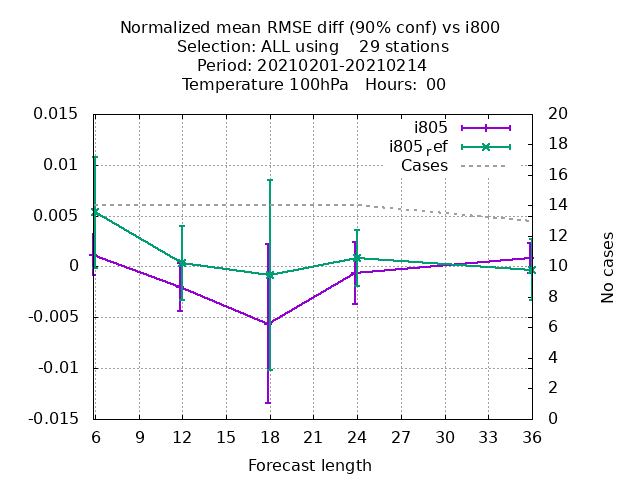 Normalized mean RMSE diff (90% conf) vs i800
Selection: ALL using 29 stations
Period: 20210201-20210214
Temperature 100hPa Hours: 00
0.015
0.01
0.005
0
-0.005
-0.01
-0.015
i805
i805ref
Cases
20
18
16
14
12
10
8
6
4
2
0
No cases
6 9 12 15 18 21 24 27 30 33 36
Forecast length